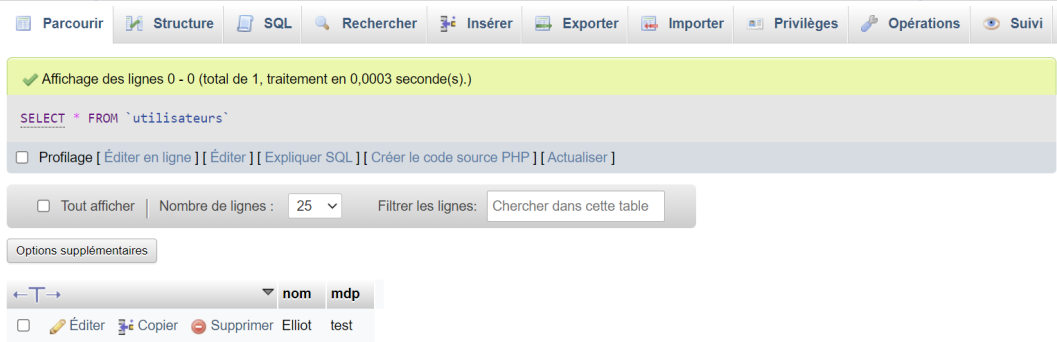 Parcourir Structure SQL Rechercher Insérer Exporter Importer Privilèges Opérations Suivi
Affichage des lignes 0 - 0 (total de 1, traitement en 0,0003 seconde(s).)
SELECT * FROM `utilisateurs`
Profilage [ Éditer en ligne ] [ Éditer ] [ Expliquer SQL ] [ Créer le code source PHP ] [ Actualiser ]
Tout afficher Nombre de lignes : 25 Filtrer les lignes: Chercher dans cette table
Options supplémentaires
←T→ nom mdp
Éditer Copier Supprimer Elliot test